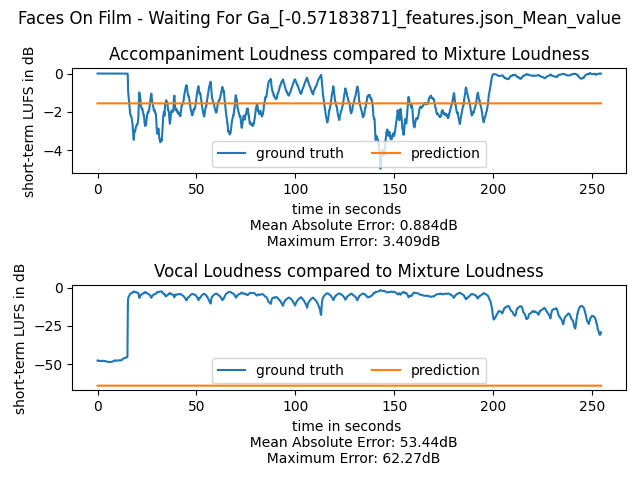 Faces On Film - Waiting For Ga_[-0.57183871]_features.json_Mean_value
Accompaniment Loudness compared to Mixture Loudness
short-term LUFS in dB
0
−2
−4
ground truth prediction
0 50 100 150 200 250
time in seconds
Mean Absolute Error: 0.884dB
Maximum Error: 3.409dB
Vocal Loudness compared to Mixture Loudness
short-term LUFS in dB
0
−25
−50
ground truth prediction
0 50 100 150 200 250
time in seconds
Mean Absolute Error: 53.44dB
Maximum Error: 62.27dB